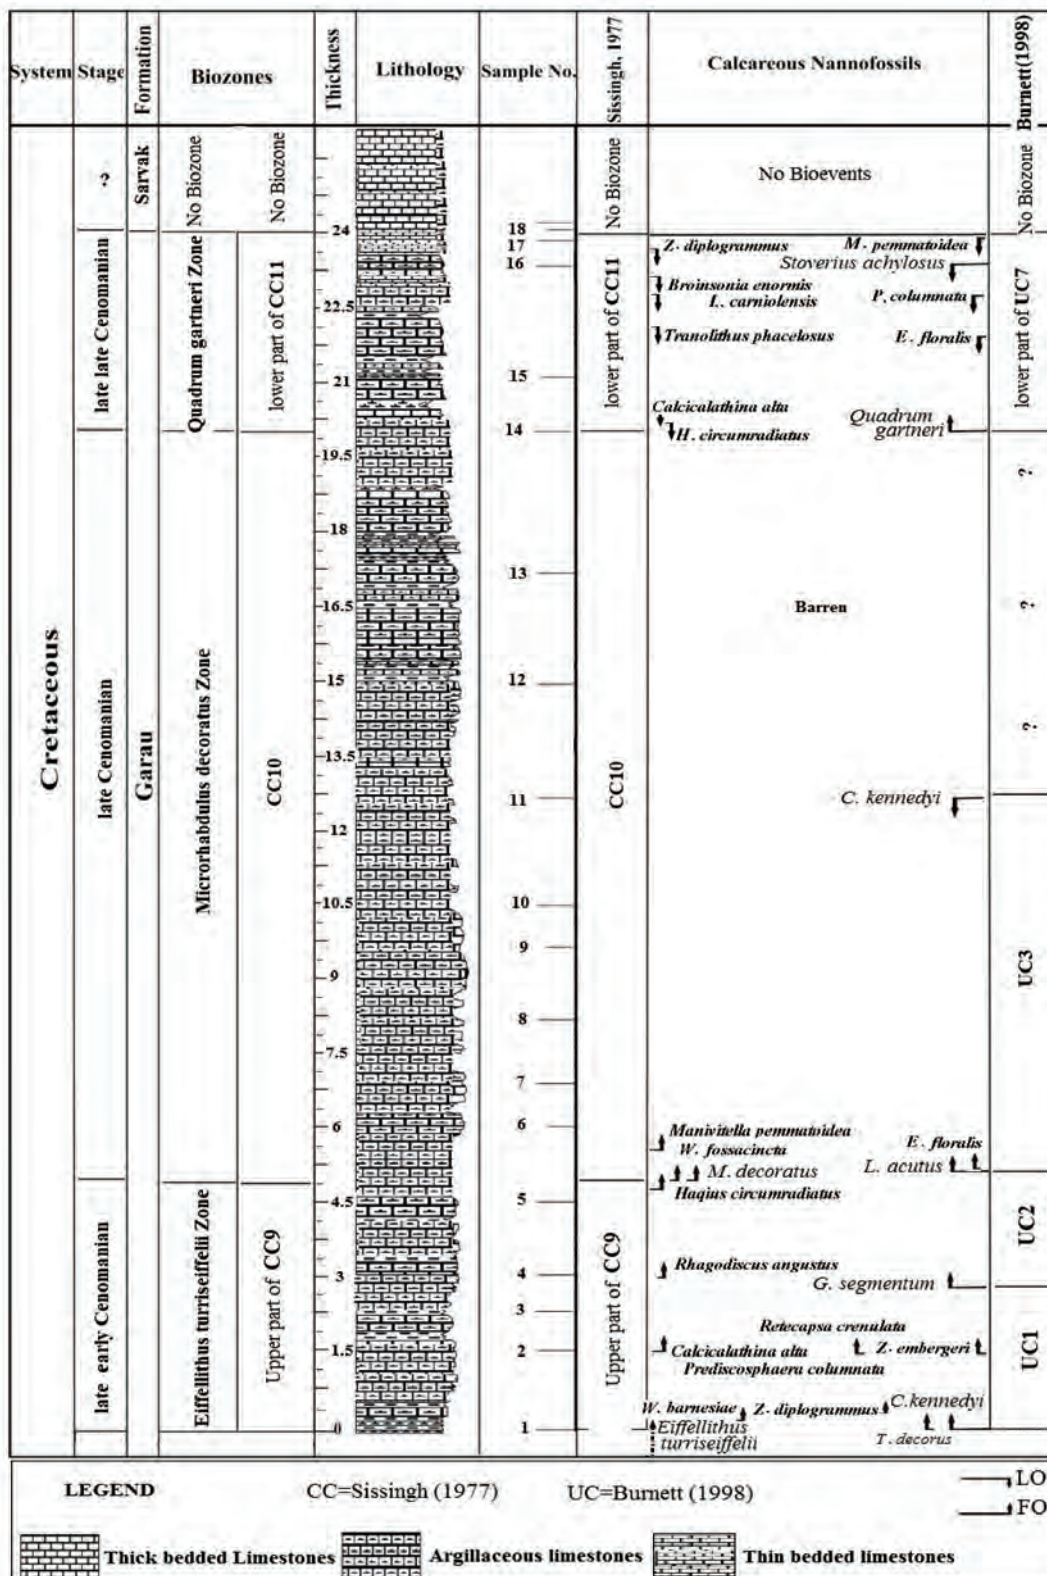 System
Stage
Formation
Biozones
Thickness
Lithology
Sample No.
Sissingh, 1977
Calcareous Nannofossils
Burnett(1998)
Cretaceous
?
late late Cenomanian
late Cenomanian
late early Cenomanian
Sarvak
Garau
No Biozone
Quadrum gartneri Zone
Microrhabdulus decoratus Zone
Eiffellithus turriseiffelii Zone
No Biozone
lower part of CC11
CC10
Upper part of CC9
24
22.5
21
19.5
18
16.5
15
13.5
12
10.5
9
7.5
6
4.5
3
1.5
0
18
17
16
15
14
13
12
11
10
9
8
7
6
5
4
3
2
1
No Biozone
lower part of CC11
CC10
Upper part of CC9
No Bioevents
Z. diplogrammus M. pemmatoidea
Stoverius achylosus
Broinsonia enormis
L. carniolensis P. columnata
Tranolithus phacelosus E. floralis
Calcicalathina alta Quadrum
H. circumradiatus gartneri
Barren
C. kennedyi
Manivitella pemmatoidea E. floralis
W. fossacincta
M. decoratus L. acutus
Haqius circumradiatus
Rhagodiscus angustus
G. segmentum
Retecapsa crenulata
Calcicalathina alta Z. embergeri
Prediscosphaera columnata
W. barnesiae Z. diplogrammus C.kennedyi
Eiffellithus
turriseiffelii T. decorus
No Biozone
lower part of UC7
?
?
?
UC3
UC2
UC1
LEGEND CC=Sissingh (1977) UC=Burnett (1998)
LO
FO
Thick bedded Limestones Argillaceous limestones Thin bedded limestones